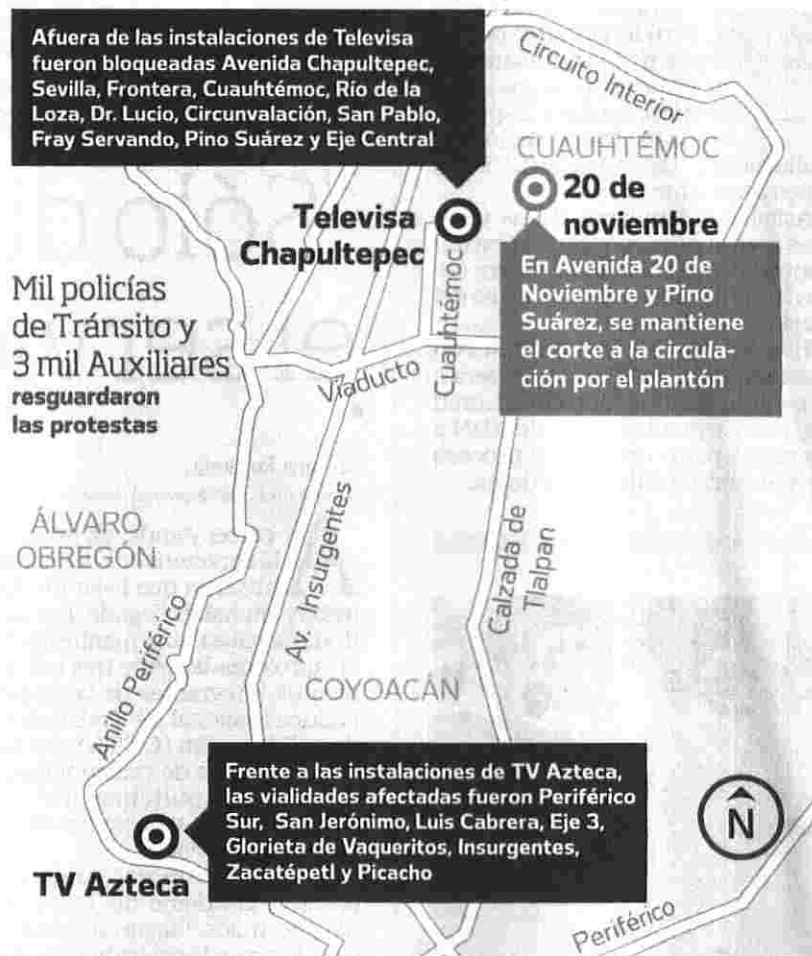 Afuera de las instalaciones de Televisa
fueron bloqueadas Avenida Chapultepec,
Sevilla, Frontera, Cuauhtémoc, Río de la
Loza, Dr. Lucio, Circunvalación, San Pablo,
Fray Servando, Pino Suárez y Eje Central
Circuito Interior
CUAUHTÉMOC
20 de
noviembre
Televisa
Chapultepec
En Avenida 20 de
Noviembre y Pino
Suárez, se mantiene
el corte a la circula-
ción por el plantón
Mil policías
de Tránsito y
3 mil Auxiliares
resguardaron
las protestas
Cuauhtémoc
Viaducto
ÁLVARO
OBREGÓN
Av. Insurgentes
Calzada de
Tlalpan
Anillo Periférico
COYOACÁN
Frente a las instalaciones de TV Azteca,
las vialidades afectadas fueron Periférico
Sur, San Jerónimo, Luis Cabrera, Eje 3,
Glorieta de Vaqueritos, Insurgentes,
Zacatépetl y Picacho
N
TV Azteca
Periférico